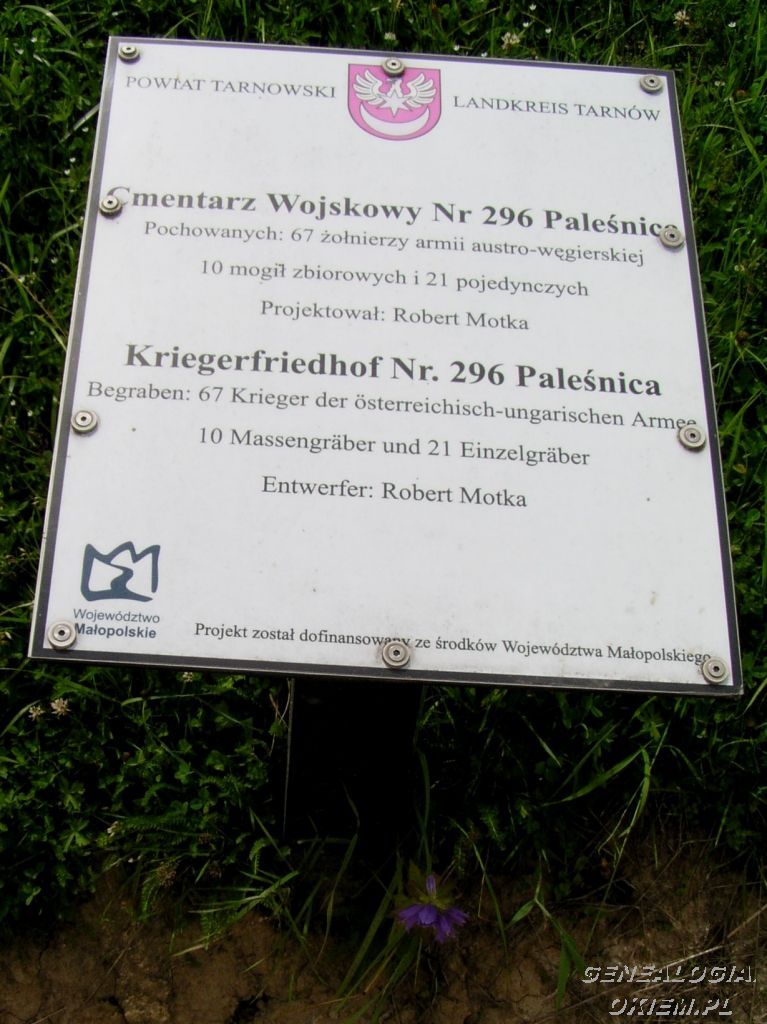 POWIAT TARNOWSKI
LANDKREIS TARNÓW
Cmentarz Wojskowy Nr 296 Paleśnica
Pochowanych: 67 żołnierzy armii austro-węgierskiej
10 mogił zbiorowych i 21 pojedynczych
Projektował: Robert Motka
Kriegerfriedhof Nr. 296 Paleśnica
Begraben: 67 Krieger der österreichisch-ungarischen Armee
10 Massengräber und 21 Einzelgräber
Entwerfer: Robert Motka
Województwo
Małopolskie
Projekt został dofinansowany ze środków Województwa Małopolskiego
GENEALOGIA
OKIEM.PL